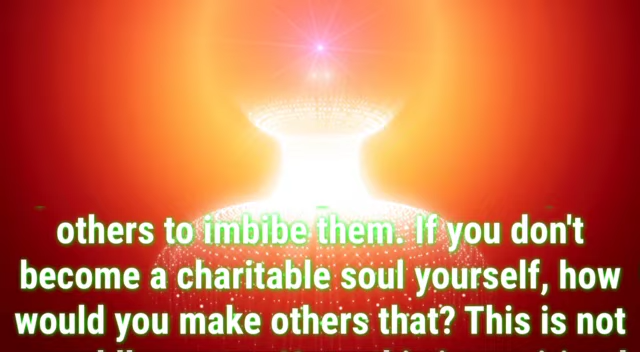 others to imbibe them. If you don't
become a charitable soul yourself, how
would you make others that? This is not